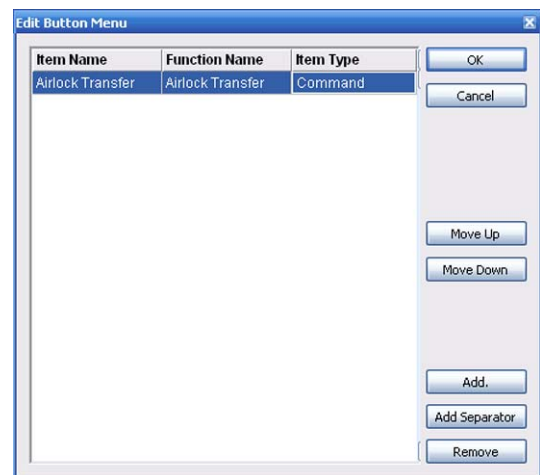 Edit Button Menu
Item Name Function Name Item Type
Airlock Transfer Airlock Transfer Command
OK
Cancel
Move Up
Move Down
Add.
Add Separator
Remove